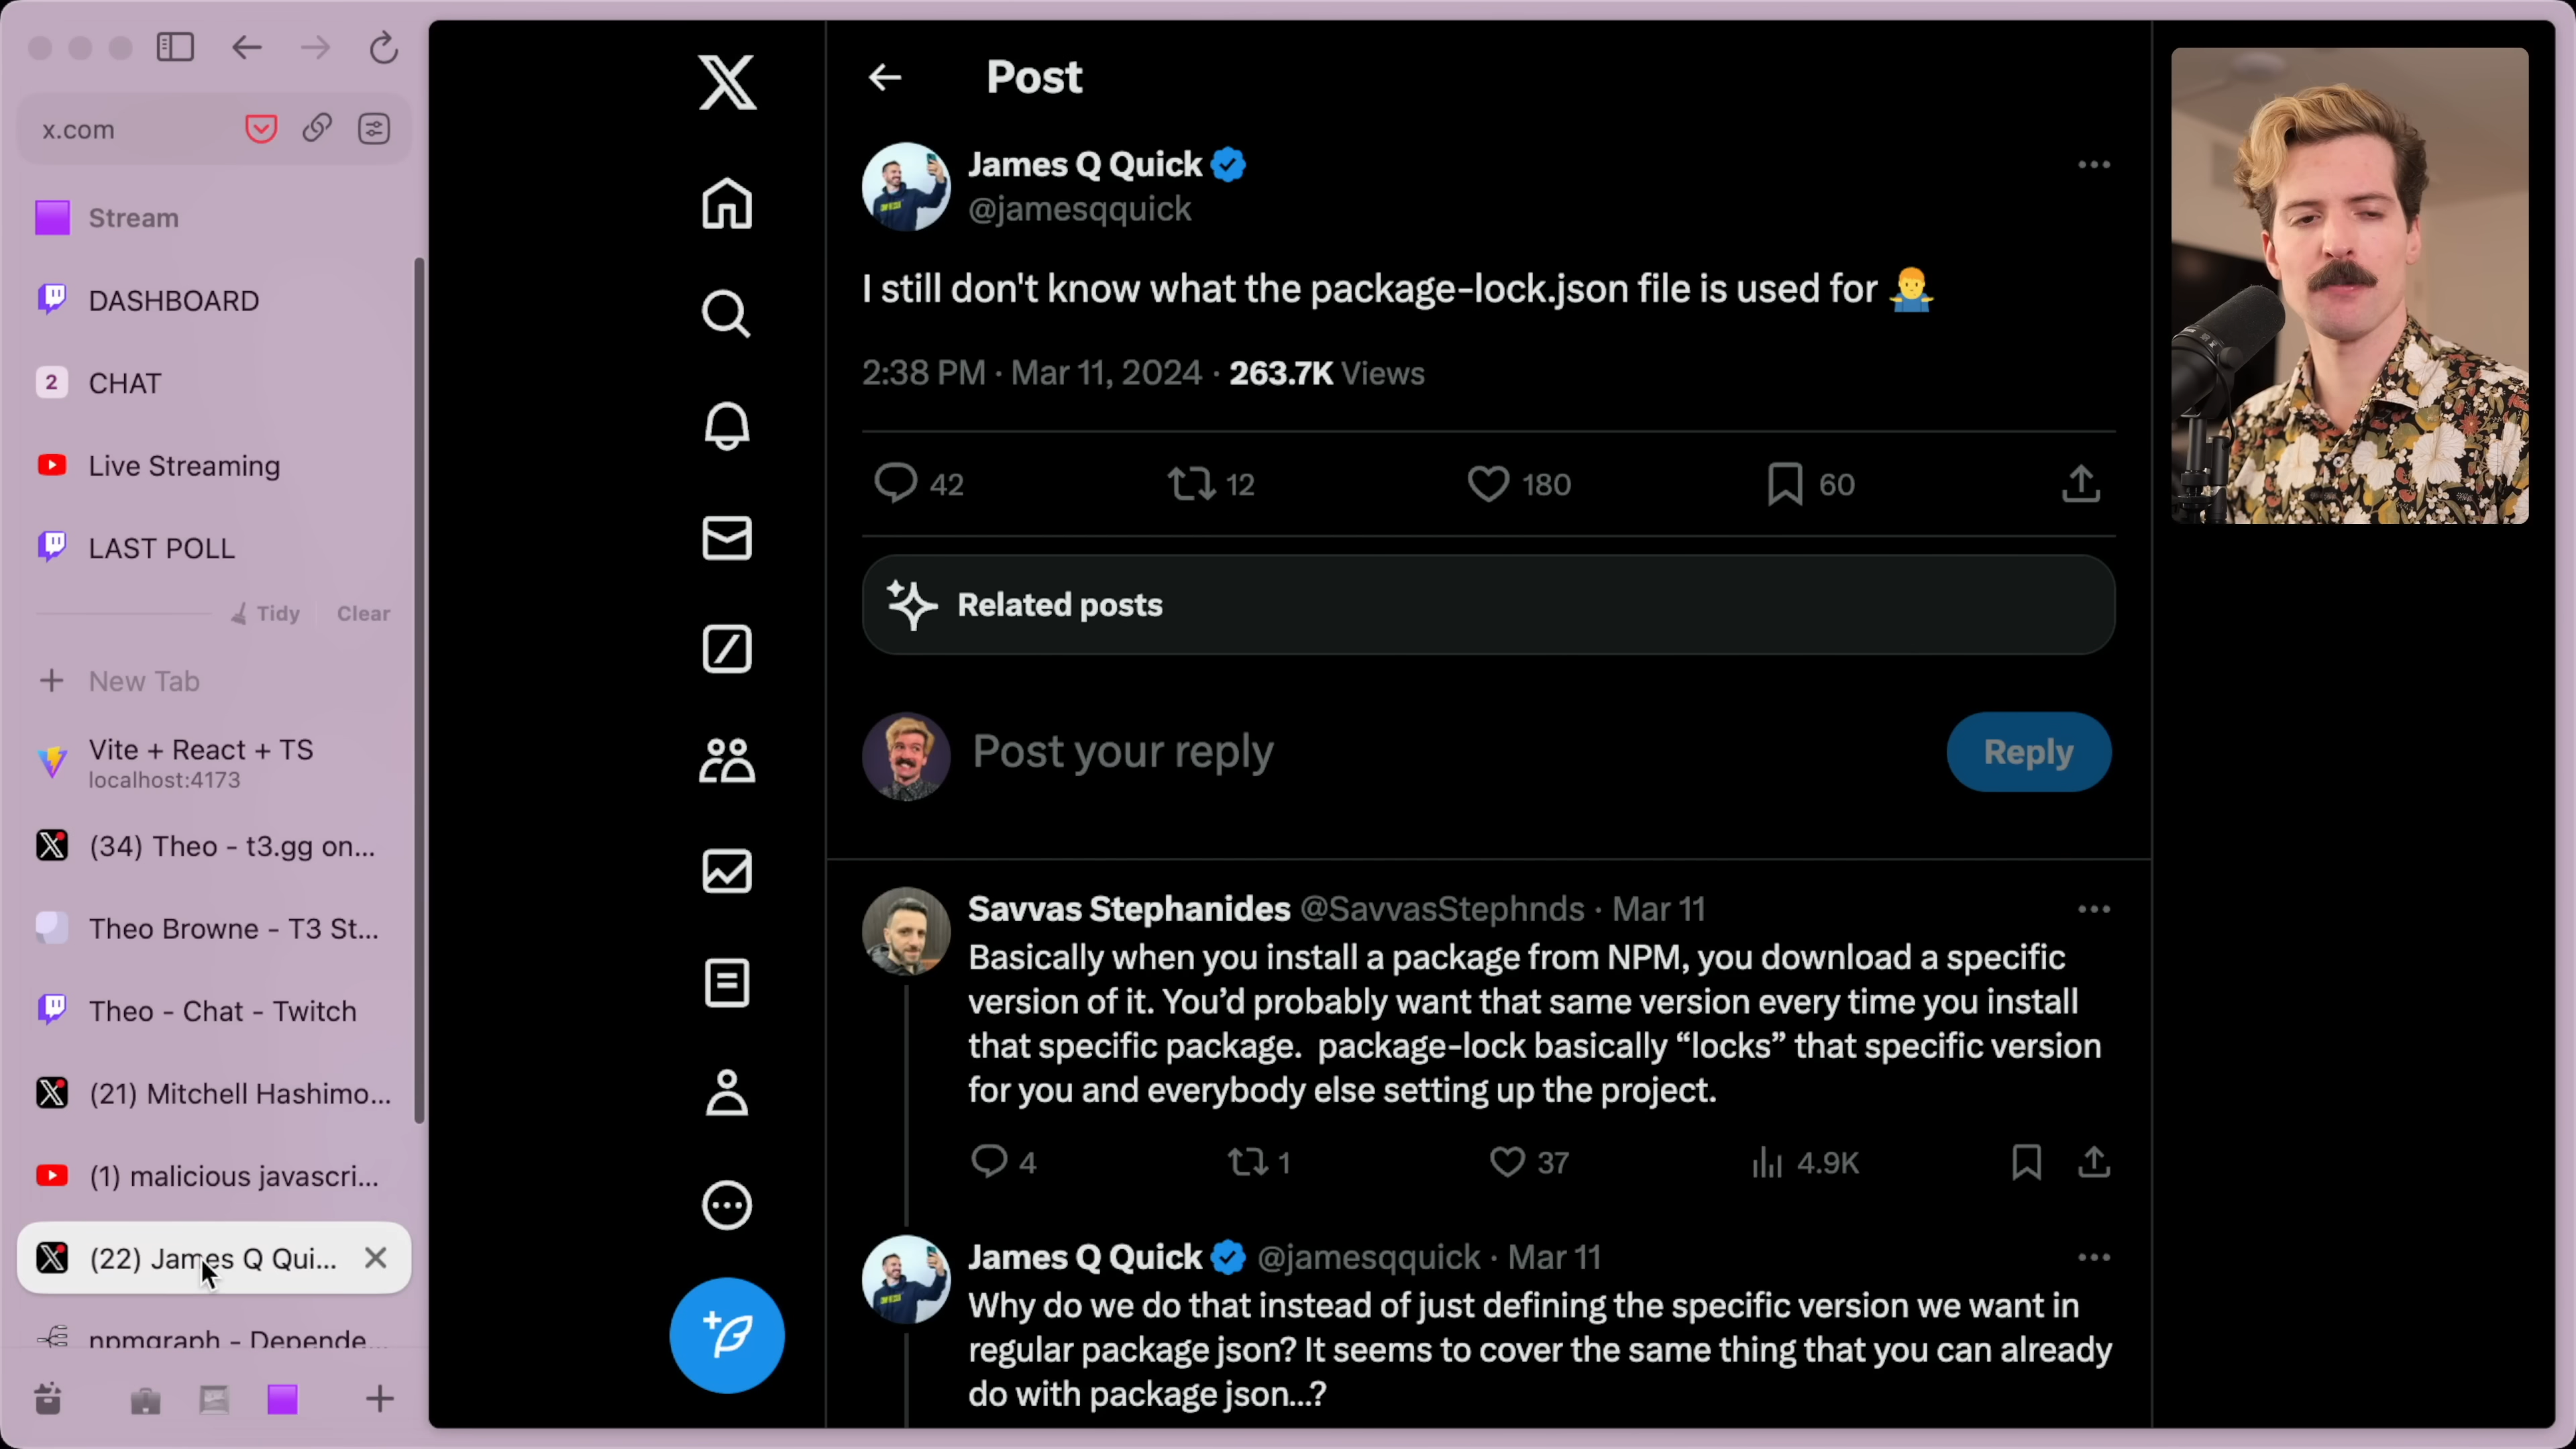 x.com
Stream
DASHBOARD
2
CHAT
Live Streaming
LAST POLL
Tidy
Clear
New Tab
Vite + React + TS
localhost:4173
(34) Theo - t3.gg on...
Theo Browne - T3 St...
Theo - Chat - Twitch
(21) Mitchell Hashimo...
(1) malicious javascri...
(22) James Q Qui...
npmgraph - Depende...
Post
James Q Quick
@jamesqquick
I still don't know what the package-lock.json file is used for 🤷‍♂️
2:38 PM · Mar 11, 2024 · 263.7K Views
42 12 180 60
Related posts
Post your reply
Reply
Savvas Stephanides @SavvasStephnds · Mar 11
Basically when you install a package from NPM, you download a specific
version of it. You’d probably want that same version every time you install
that specific package.  package-lock basically “locks” that specific version
for you and everybody else setting up the project.
4 1 37 4.9K
James Q Quick @jamesqquick · Mar 11
Why do we do that instead of just defining the specific version we want in
regular package json? It seems to cover the same thing that you can already
do with package json...?